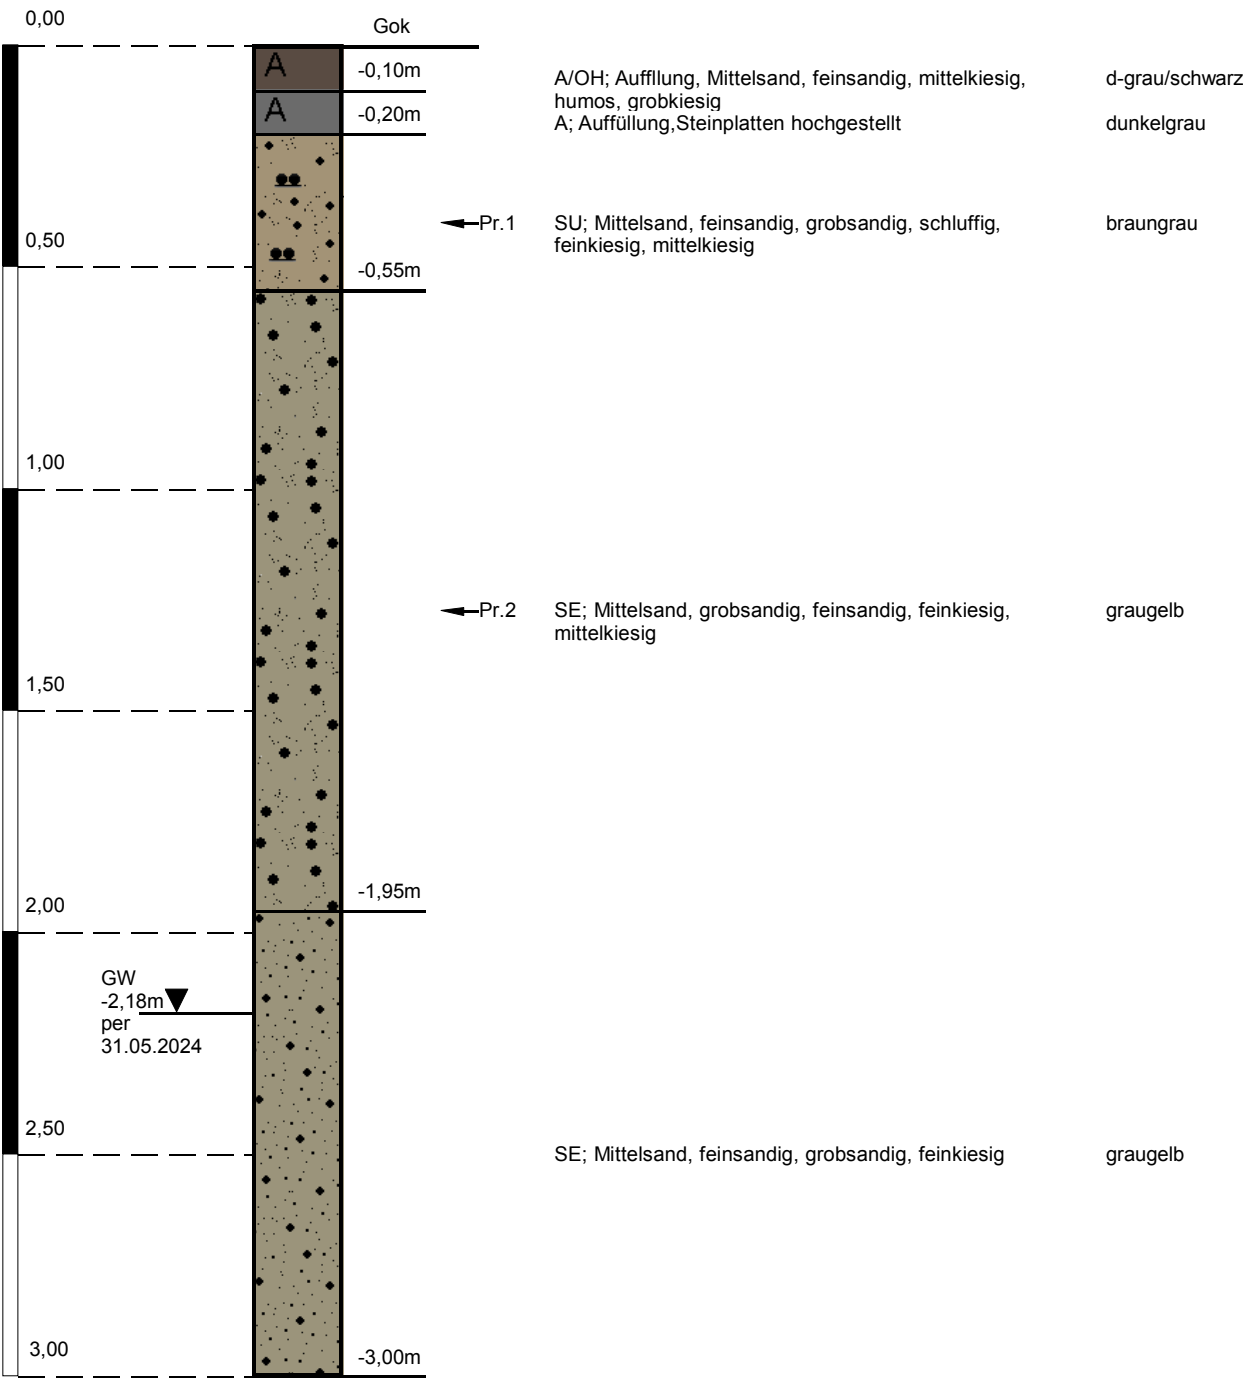 0,00
Gok
A
-0,10m
A/OH; Auffllung, Mittelsand, feinsandig, mittelkiesig,
d-grau/schwarz
humos, grobkiesig
A
-0,20m
A; Auffüllung,Steinplatten hochgestellt
dunkelgrau
Pr.1
SU; Mittelsand, feinsandig, grobsandig, schluffig,
braungrau
feinkiesig, mittelkiesig
0,50
-0,55m
1,00
Pr.2
SE; Mittelsand, grobsandig, feinsandig, feinkiesig,
graugelb
mittelkiesig
1,50
-1,95m
2,00
GW
-2,18m
per
31.05.2024
2,50
SE; Mittelsand, feinsandig, grobsandig, feinkiesig
graugelb
3,00
-3,00m